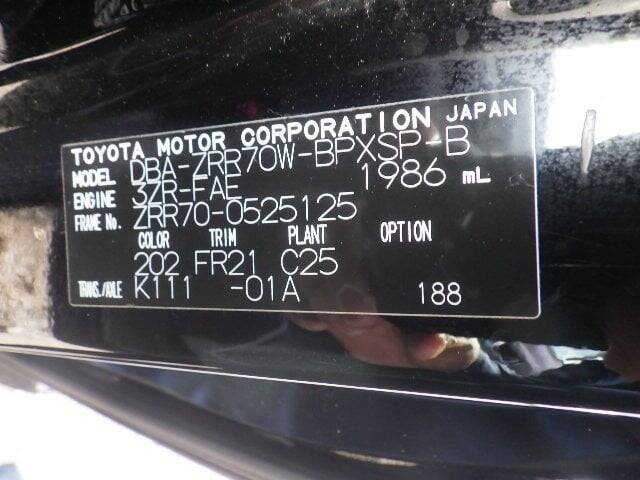 TOYOTA MOTOR CORPORATION JAPAN
MODEL DBA-ZRR70W-BPXSP-B
ENGINE 3ZR-FAE 1986 mL
FRAME No. ZRR70-0525125
COLOR TRIM PLANT OPTION
202 FR21 C25
TRANS./AXLE K111 -01A 188